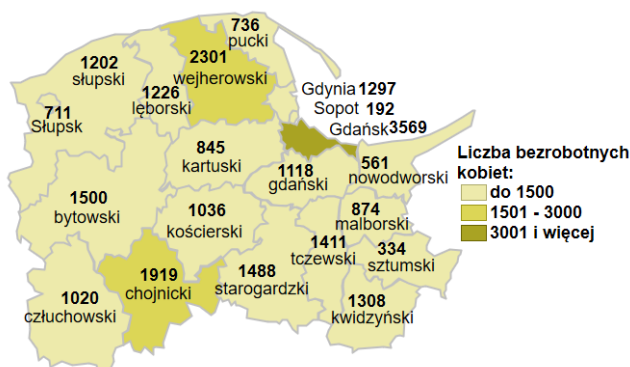 736
pucki
1202
słupski
2301
wejherowski
1226
lęborski
711
Słupsk
Gdynia 1297
Sopot 192
Gdańsk 3569
845
kartuski
1118
gdański
561
nowodworski
1500
bytowski
1036
kościerski
874
malborski
1411
tczewski
334
sztumski
1919
chojnicki
1488
starogardzki
1020
człuchowski
1308
kwidzyński
Liczba bezrobotnych
kobiet:
do 1500
1501 - 3000
3001 i więcej